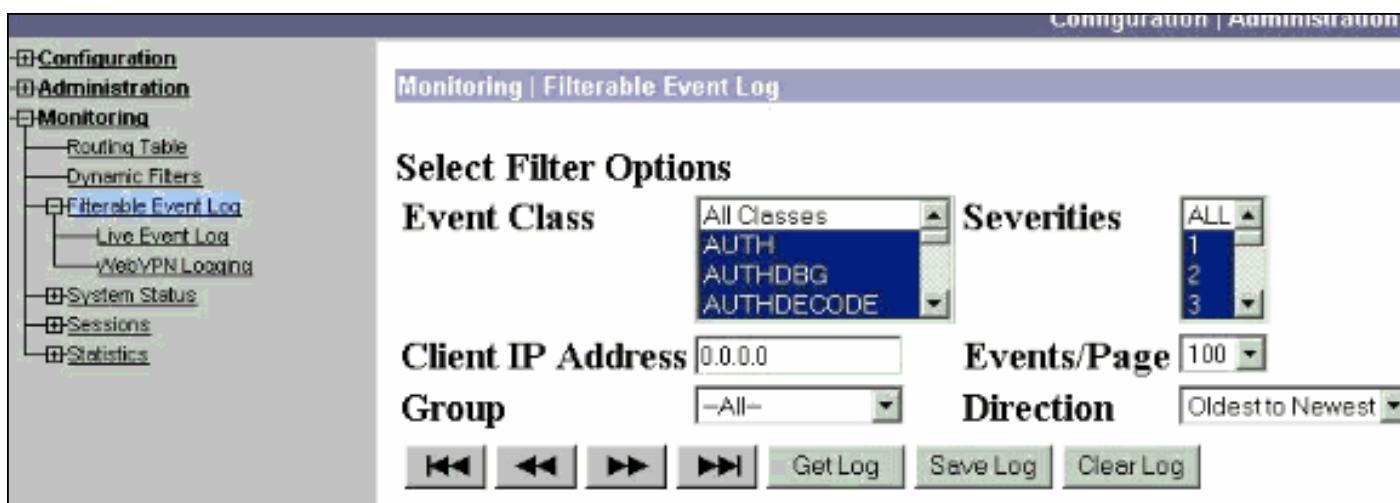 Configuration | Administration
Configuration
Administration
Monitoring
Routing Table
Dynamic Filters
Filterable Event Log
Live Event Log
WebVPN Logging
System Status
Sessions
Statistics
Monitoring | Filterable Event Log
Select Filter Options
Event Class
All Classes
AUTH
AUTHDBG
AUTHDECODE
Severities
ALL
1
2
3
Client IP Address
0.0.0.0
Events/Page
100
Group
--All--
Direction
Oldest to Newest
Get Log
Save Log
Clear Log